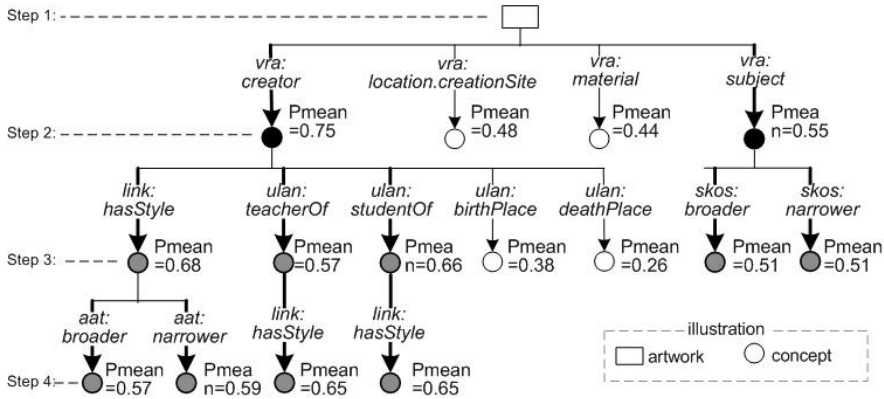 Step 1:
vra:
creator
vra:
location.creationSite
vra:
material
vra:
subject
Step 2:
Pmean
=0.75
Pmean
=0.48
Pmean
=0.44
Pmea
n=0.55
link:
hasStyle
ulan:
teacherOf
ulan:
studentOf
ulan:
birthPlace
ulan:
deathPlace
skos:
broader
skos:
narrower
Step 3:
Pmean
=0.68
Pmean
=0.57
Pmea
n=0.66
Pmean
=0.38
Pmean
=0.26
Pmean
=0.51
Pmean
=0.51
aat:
broader
aat:
narrower
link:
hasStyle
link:
hasStyle
Step 4:
Pmean
=0.57
Pmea
n=0.59
Pmean
=0.65
Pmean
=0.65
illustration
artwork
concept